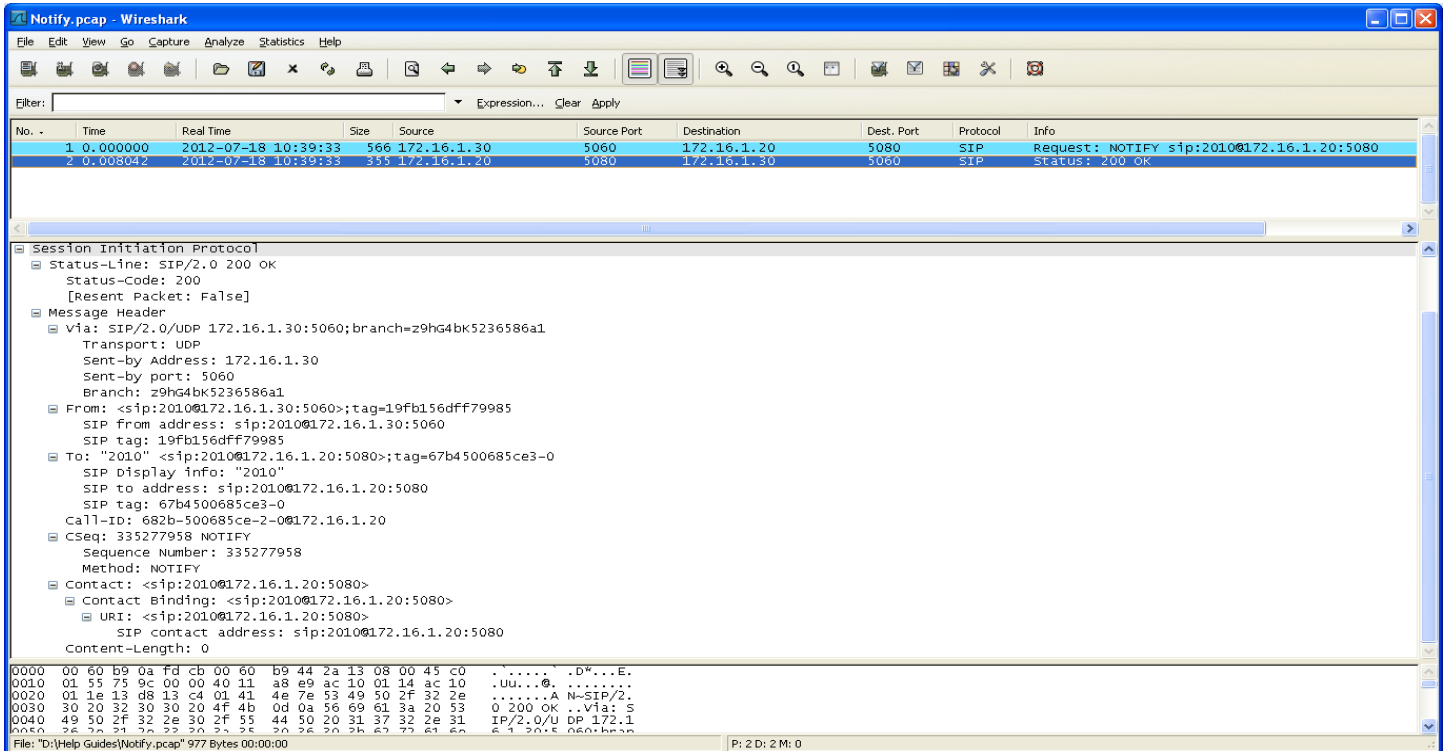 Notify.pcap - Wireshark
File Edit View Go Capture Analyze Statistics Help
Filter: Expression... Clear Apply
No. - Time Real Time Size Source Source Port Destination Dest. Port Protocol Info
1 0.000000 2012-07-18 10:39:33 566 172.16.1.30 5060 172.16.1.20 5080 SIP Request: NOTIFY sip:2010@172.16.1.20:5080
2 0.008042 2012-07-18 10:39:33 355 172.16.1.20 5080 172.16.1.30 5060 SIP Status: 200 OK
Session Initiation Protocol
Status-Line: SIP/2.0 200 OK
Status-Code: 200
[Resent Packet: False]
Message Header
Via: SIP/2.0/UDP 172.16.1.30:5060;branch=z9hG4bK5236586a1
Transport: UDP
Sent-by Address: 172.16.1.30
Sent-by port: 5060
Branch: z9hG4bK5236586a1
From: <sip:2010@172.16.1.30:5060>;tag=19fb156dff79985
SIP from address: sip:2010@172.16.1.30:5060
SIP tag: 19fb156dff79985
To: "2010" <sip:2010@172.16.1.20:5080>;tag=67b4500685ce3-0
SIP Display info: "2010"
SIP to address: sip:2010@172.16.1.20:5080
SIP tag: 67b4500685ce3-0
Call-ID: 682b-500685ce-2-0@172.16.1.20
CSeq: 335277958 NOTIFY
Sequence Number: 335277958
Method: NOTIFY
Contact: <sip:2010@172.16.1.20:5080>
Contact Binding: <sip:2010@172.16.1.20:5080>
URI: <sip:2010@172.16.1.20:5080>
SIP contact address: sip:2010@172.16.1.20:5080
Content-Length: 0
0000 00 60 b9 0a fd cb 00 60 b9 44 2a 13 08 00 45 c0 .`.....` .D*...E.
0010 01 55 75 9c 00 00 40 11 a8 e9 ac 10 01 14 ac 10 .Uu...@. ........
0020 01 1e 13 d8 13 c4 01 41 4e 7e 53 49 50 2f 32 2e .......A N~SIP/2.
0030 30 20 32 30 30 20 4f 4b 0d 0a 56 69 61 3a 20 53 0 200 OK ..Via: S
0040 49 50 2f 32 2e 30 2f 55 44 50 20 31 37 32 2e 31 IP/2.0/U DP 172.1
File: "D:\Help Guides\Notify.pcap" 977 Bytes 00:00:00 P: 2 D: 2 M: 0